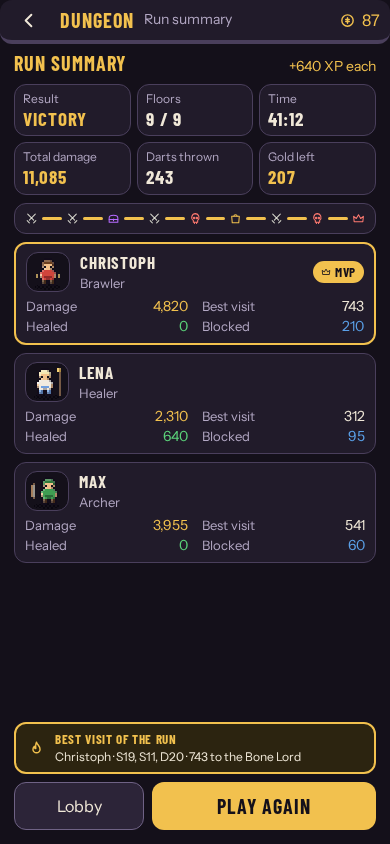 DUNGEON Run summary 87
RUN SUMMARY +640 XP each
Result Floors Time
VICTORY 9 / 9 41:12
Total damage Darts thrown Gold left
11,085 243 207
CHRISTOPH
Brawler
MVP
Damage 4,820 Best visit 743
Healed 0 Blocked 210
LENA
Healer
Damage 2,310 Best visit 312
Healed 640 Blocked 95
MAX
Archer
Damage 3,955 Best visit 541
Healed 0 Blocked 60
BEST VISIT OF THE RUN
Christoph · S19, S11, D20 · 743 to the Bone Lord
Lobby PLAY AGAIN